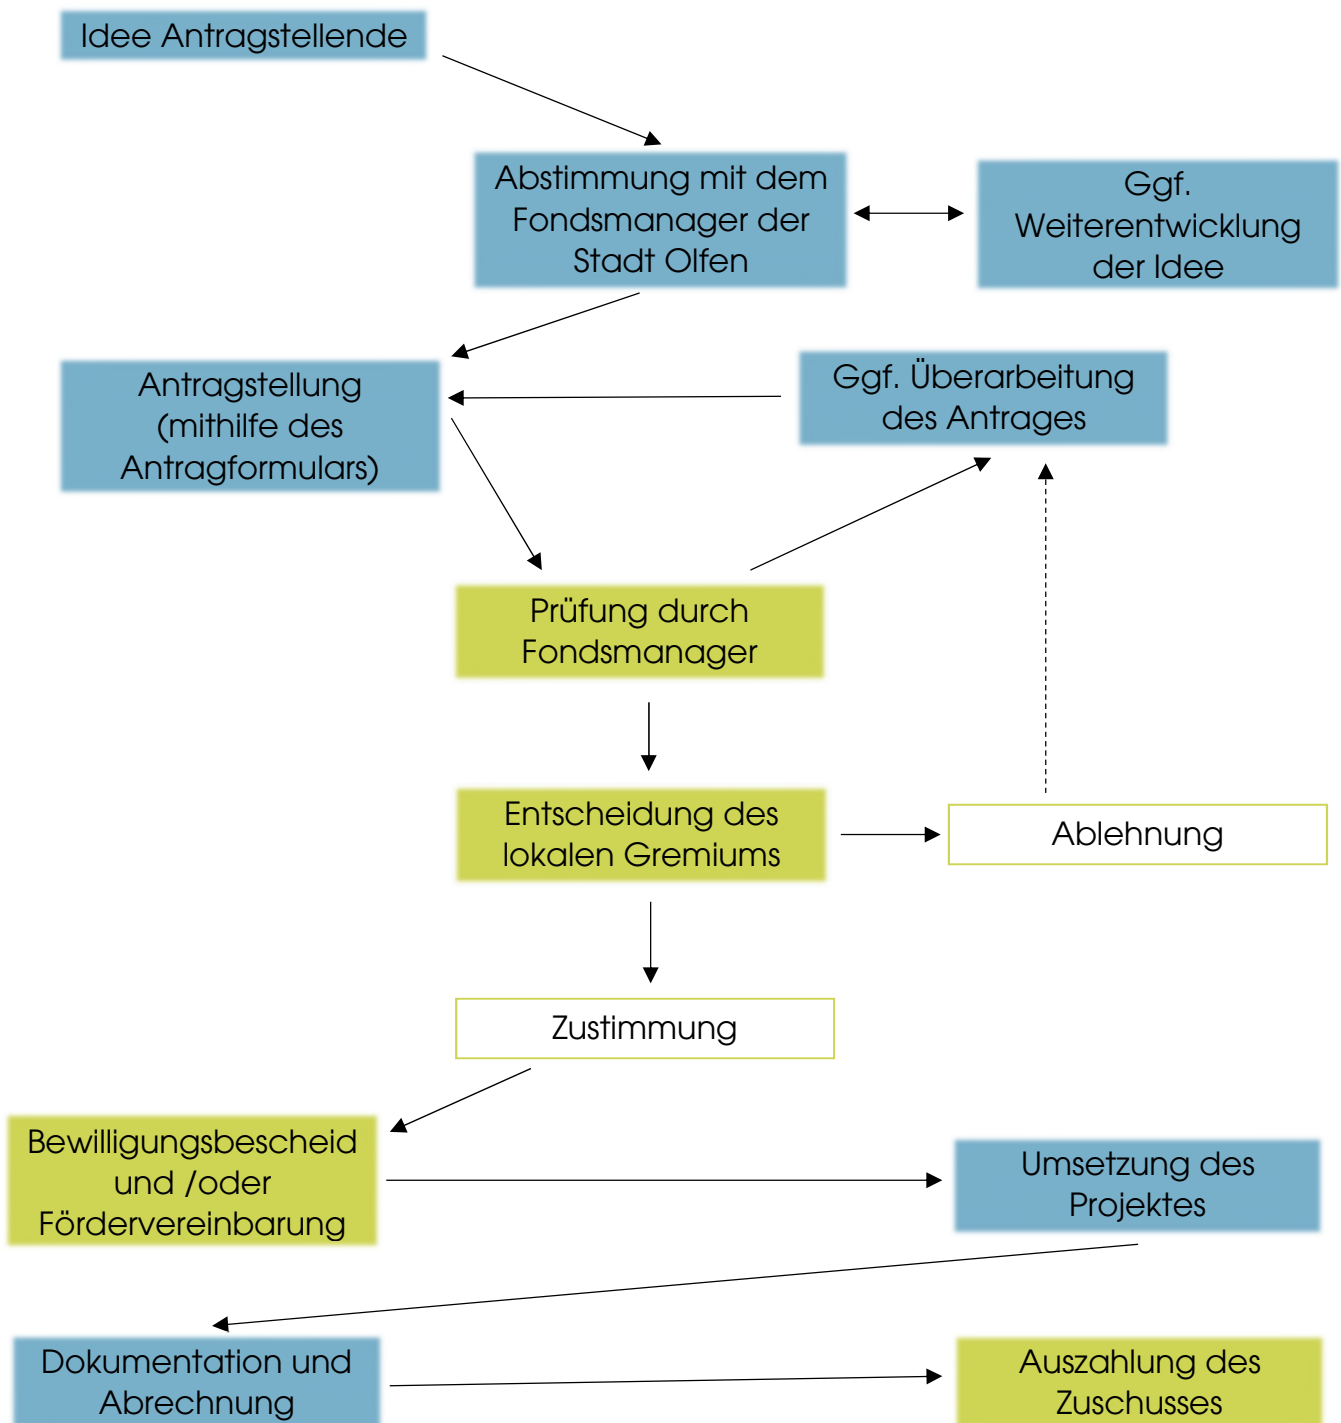 Idee Antragstellende
Abstimmung mit dem
Fondsmanager der
Stadt Olfen
Ggf.
Weiterentwicklung
der Idee
Antragstellung
(mithilfe des
Antragformulars)
Ggf. Überarbeitung
des Antrages
Prüfung durch
Fondsmanager
Entscheidung des
lokalen Gremiums
Ablehnung
Zustimmung
Bewilligungsbescheid
und /oder
Fördervereinbarung
Umsetzung des
Projektes
Dokumentation und
Abrechnung
Auszahlung des
Zuschusses